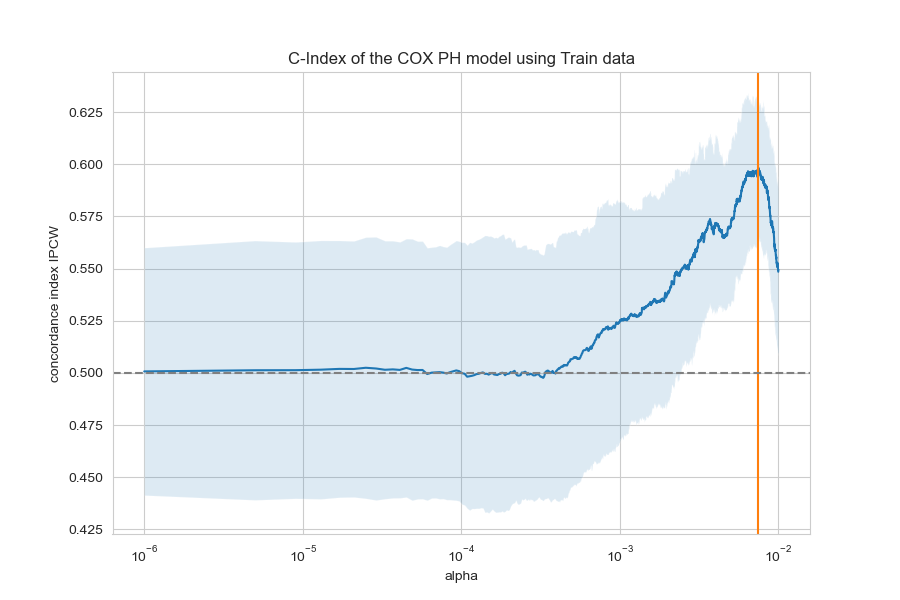 C-Index of the COX PH model using Train data
concordance index IPCW
0.625
0.600
0.575
0.550
0.525
0.500
0.475
0.450
0.425
10⁻⁶ 10⁻⁵ 10⁻⁴ 10⁻³ 10⁻²
alpha